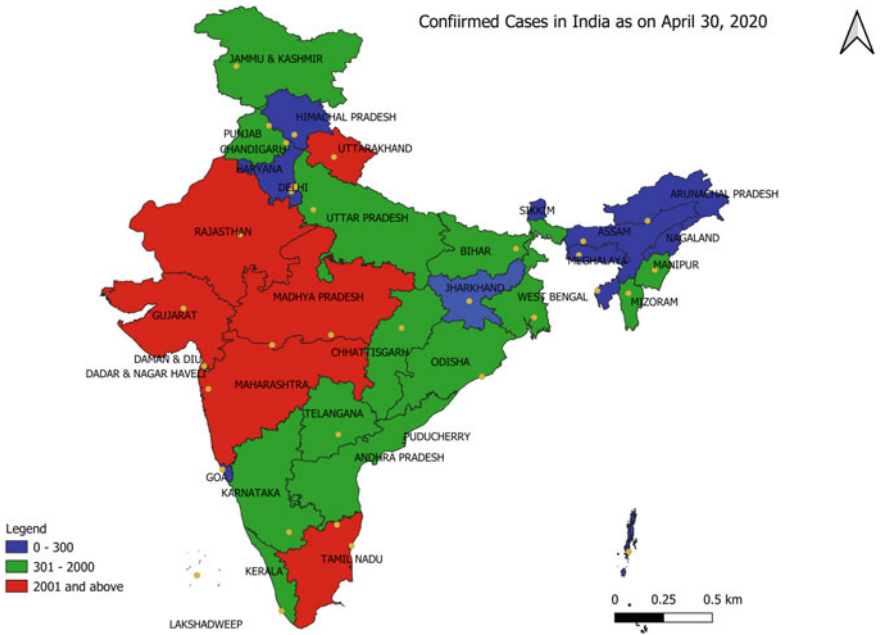 Confiirmed Cases in India as on April 30, 2020
JAMMU & KASHMIR
HIMACHAL PRADESH
PUNJAB
CHANDIGARH
UTTARAKHAND
HARYANA
DELHI
ARUNACHAL PRADESH
SIKKIM
UTTAR PRADESH
RAJASTHAN
ASSAM
NAGALAND
BIHAR
MEGHALAYA
MANIPUR
JHARKHAND
MADHYA PRADESH
WEST BENGAL
MIZORAM
GUJARAT
CHHATTISGARH
DAMAN & DIU
ODISHA
DADAR & NAGAR HAVELI
MAHARASHTRA
TELANGANA
PUDUCHERRY
ANDHRA PRADESH
GOA
KARNATAKA
TAMIL NADU
KERALA
LAKSHADWEEP
Legend
0 - 300
301 - 2000
2001 and above
0 0.25 0.5 km